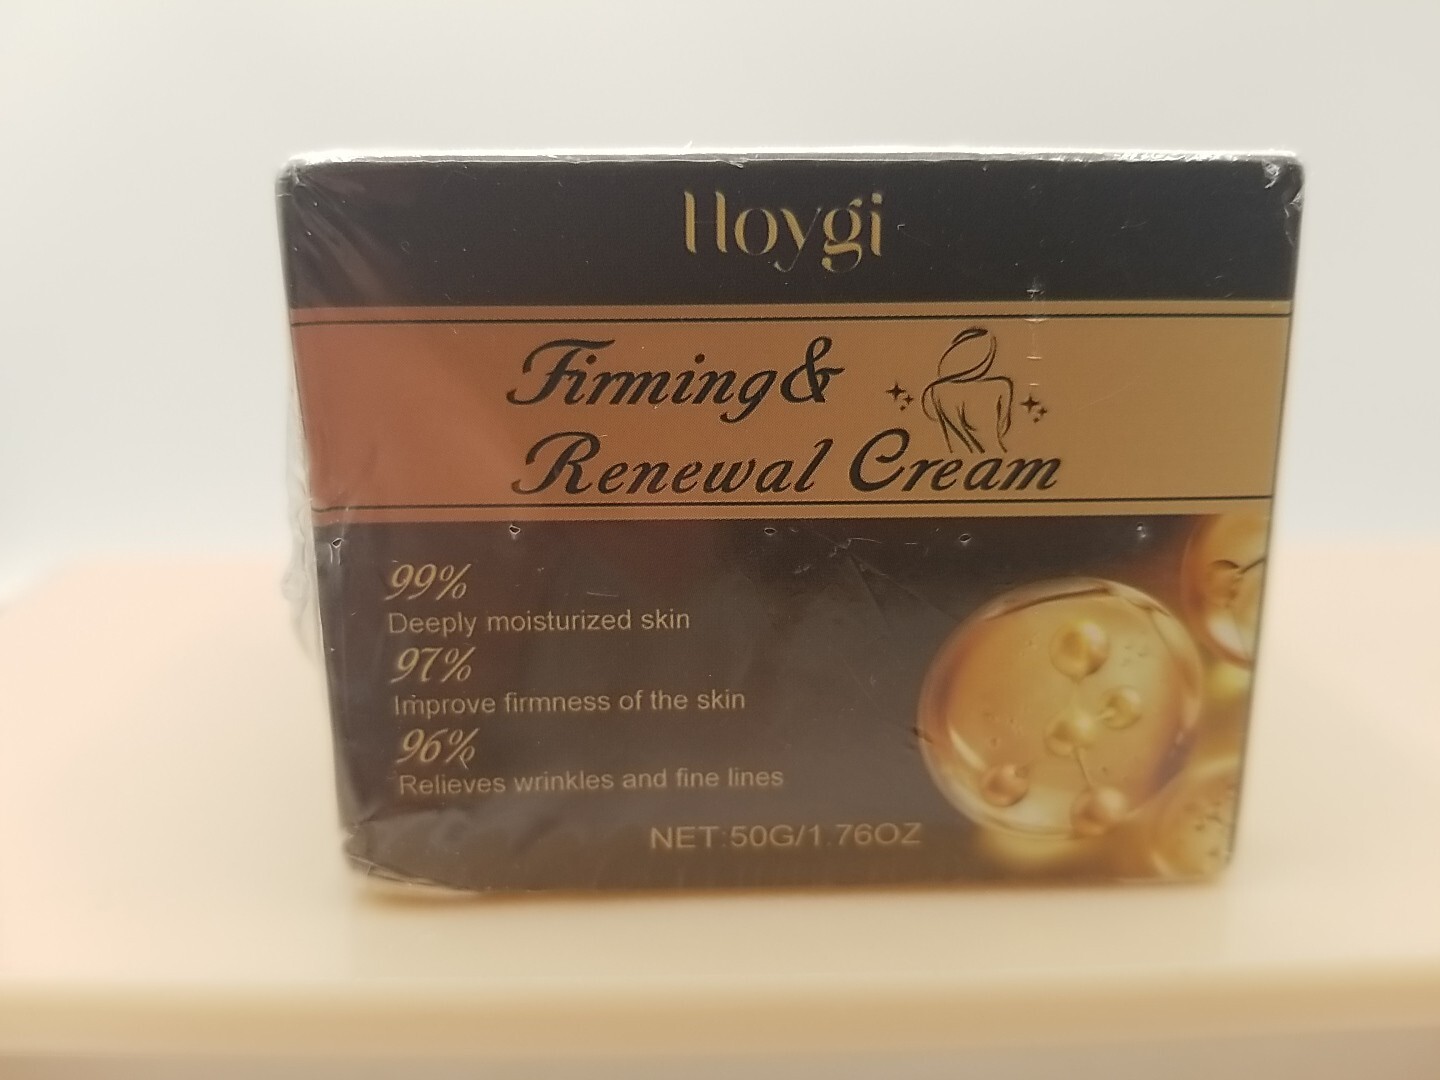 Hoygi
Firming&
Renewal Cream
99%
Deeply moisturized skin
97%
Improve firmness of the skin
96%
Relieves wrinkles and fine lines
NET:50G/1.76OZ